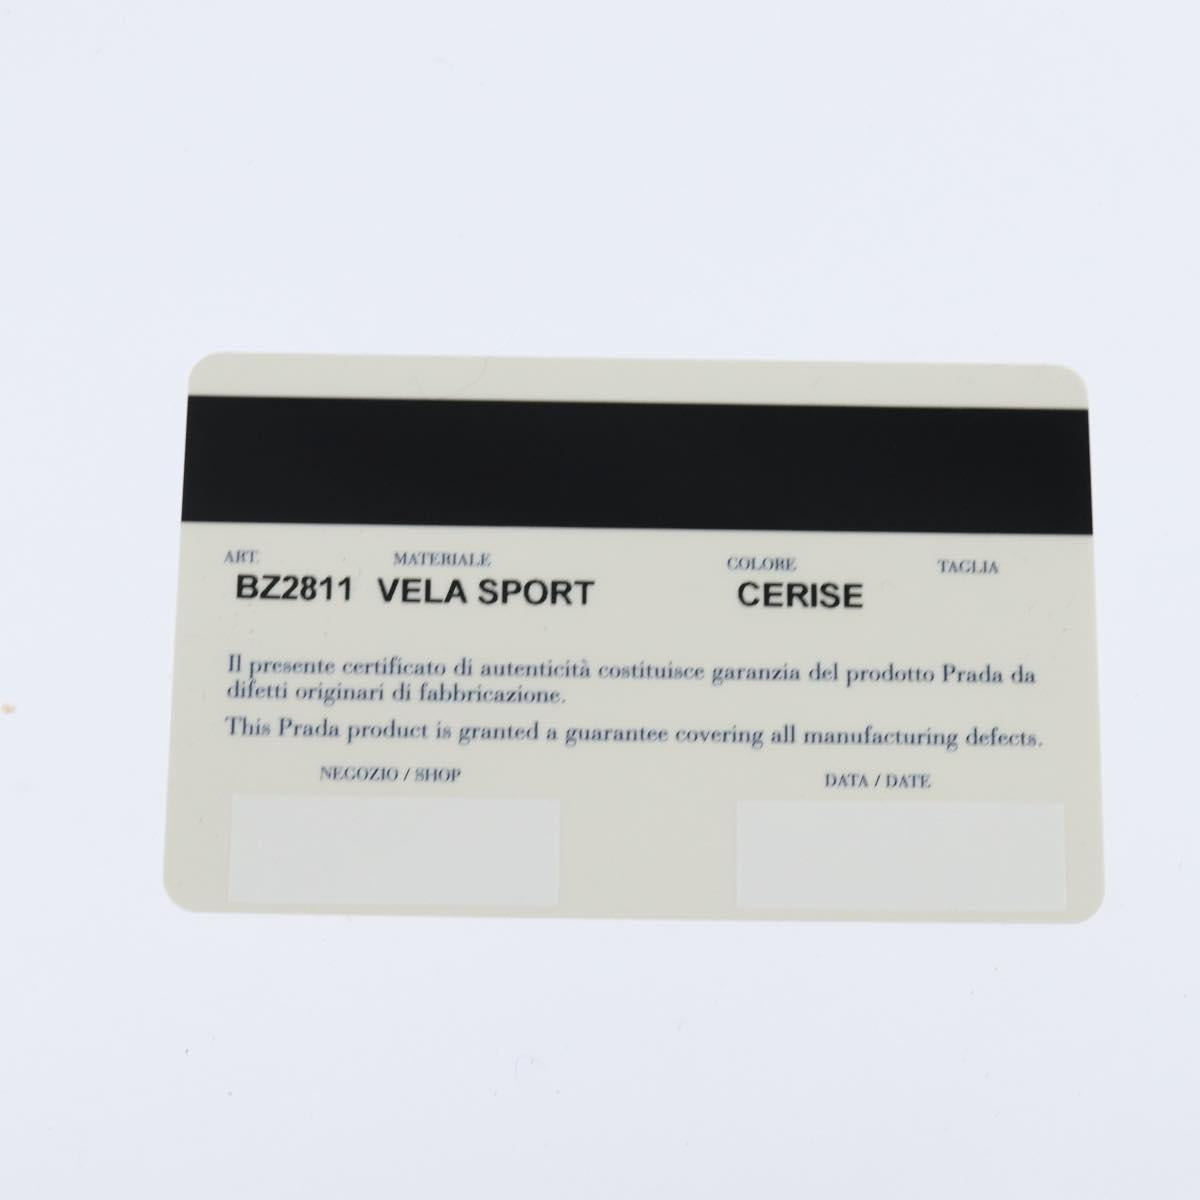 ART. MATERIALE COLORE TAGLIA
BZ2811 VELA SPORT CERISE
Il presente certificato di autenticità costituisce garanzia del prodotto Prada da
difetti originari di fabbricazione.
This Prada product is granted a guarantee covering all manufacturing defects.
NEGOZIO / SHOP DATA / DATE